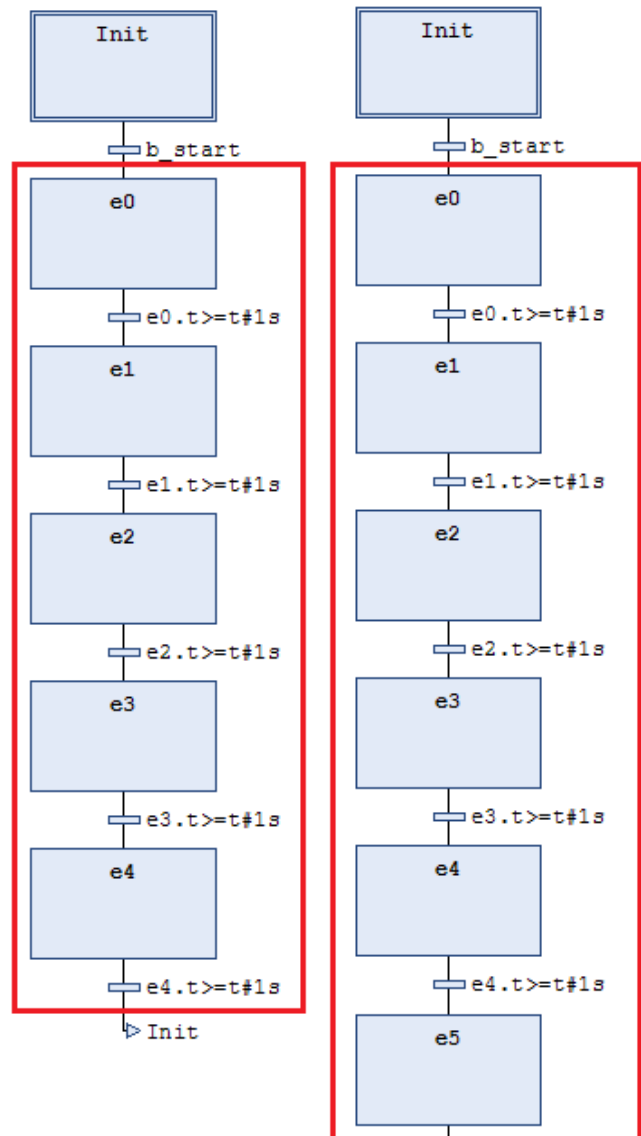 Init
b_start
e0
e0.t>=t#1s
e1
e1.t>=t#1s
e2
e2.t>=t#1s
e3
e3.t>=t#1s
e4
e4.t>=t#1s
Init
Init
b_start
e0
e0.t>=t#1s
e1
e1.t>=t#1s
e2
e2.t>=t#1s
e3
e3.t>=t#1s
e4
e4.t>=t#1s
e5